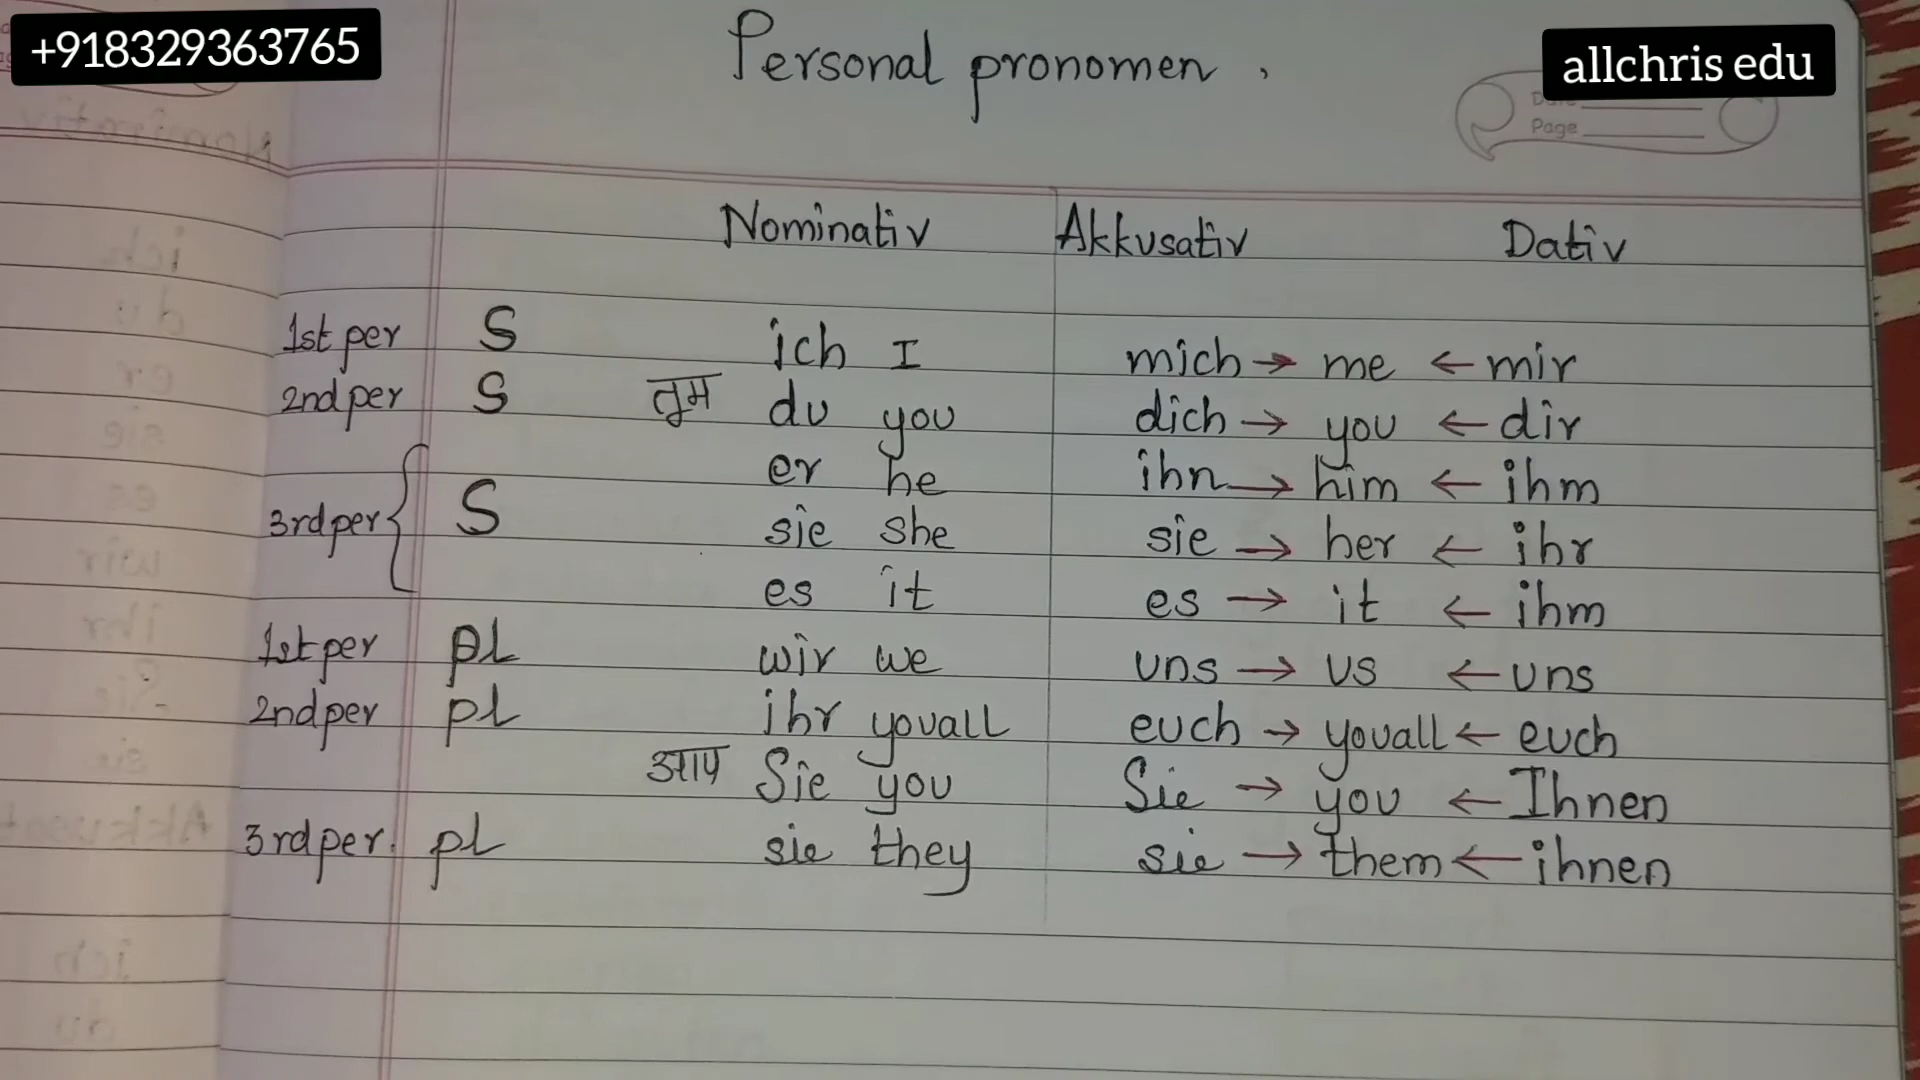 +918329363765
allchris edu
Personal pronomen ,
Date
Page
Nominativ Akkusativ Dativ
1st per S ich I mich → me ← mir
2nd per S तुम du you dich → you ← dir
er he ihn → him ← ihm
3rd per { S sie she sie → her ← ihr
es it es → it ← ihm
1st per pL wir we uns → us ← uns
2nd per pL ihr youall euch → youall ← euch
आप Sie you Sie → you ← Ihnen
3rd per. pL sie they sie → them ← ihnen